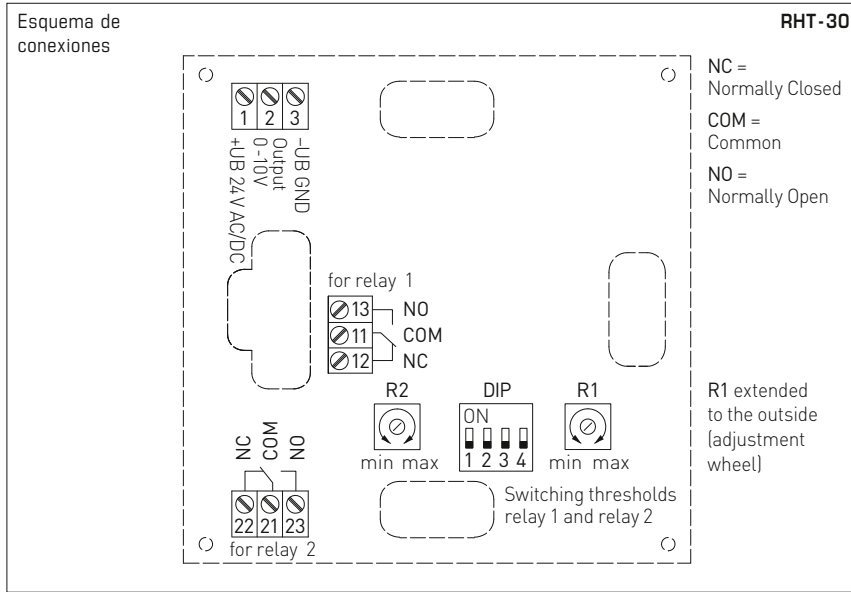 Esquema de
conexiones
RHT-30
NC =
Normally Closed
COM =
Common
NO =
Normally Open
1 2 3
+UB 24V AC/DC
Output
0-10V
-UB GND
for relay 1
13 NO
11 COM
12 NC
R2
min max
DIP
ON
1 2 3 4
R1
min max
R1 extended
to the outside
(adjustment
wheel)
Switching thresholds
relay 1 and relay 2
NC COM NO
22 21 23
for relay 2